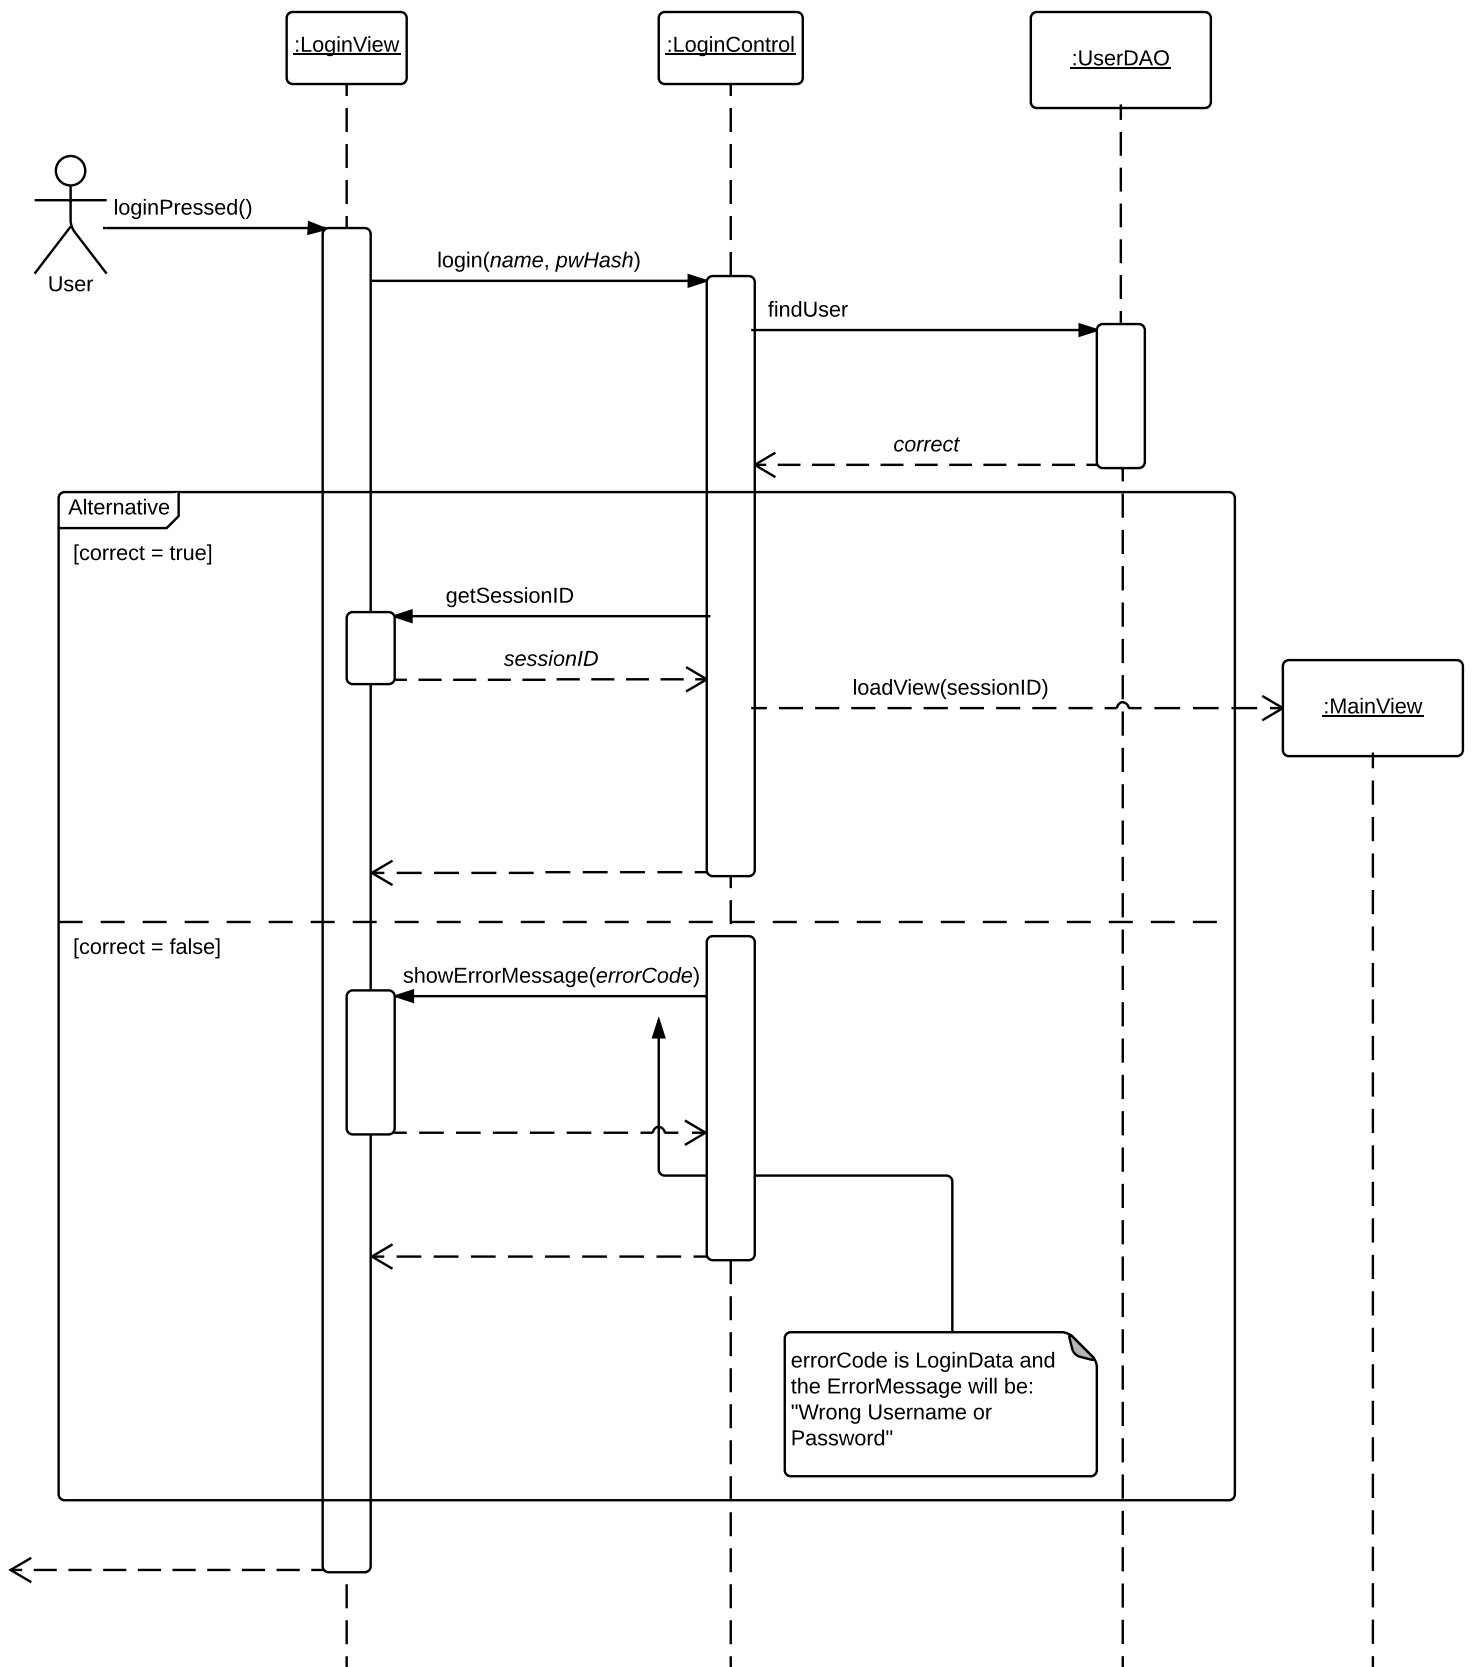 :LoginView
:LoginControl
:UserDAO
loginPressed()
User
login(name, pwHash)
findUser
correct
Alternative
[correct = true]
getSessionID
sessionID
loadView(sessionID)
:MainView
[correct = false]
showErrorMessage(errorCode)
errorCode is LoginData and
the ErrorMessage will be:
"Wrong Username or
Password"